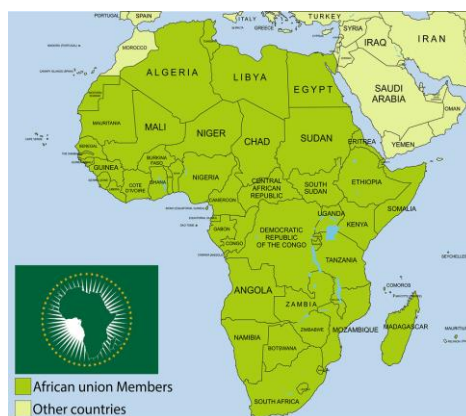 PORTUGAL
SPAIN
ITALY
GREECE
TURKEY
SYRIA
IRAQ
IRAN
MOROCCO
ALGERIA
LIBYA
EGYPT
SAUDI
ARABIA
OMAN
YEMEN
MAURITANIA
MALI
NIGER
CHAD
SUDAN
ERITREA
SENEGAL
GUINEA
BURKINA
FASO
COTE
D'IVOIRE
GHANA
NIGERIA
CAMEROON
CENTRAL
AFRICAN
REPUBLIC
SOUTH
SUDAN
ETHIOPIA
SOMALIA
UGANDA
KENYA
GABON
CONGO
DEMOCRATIC
REPUBLIC
OF THE CONGO
TANZANIA
SEYCHELLES
COMOROS
ANGOLA
ZAMBIA
ZIMBABWE
MOZAMBIQUE
MADAGASCAR
NAMIBIA
BOTSWANA
SOUTH AFRICA
African union Members
Other countries